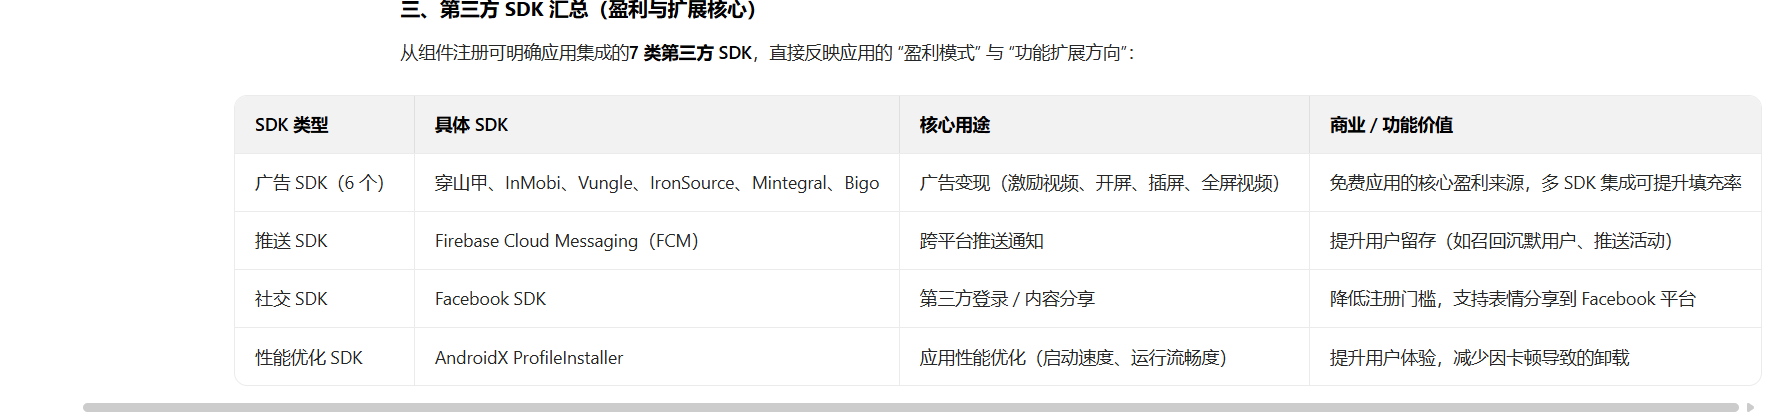 三、第三方 SDK 汇总（盈利与扩展核心）
从组件注册可明确应用集成的7 类第三方 SDK，直接反映应用的 “盈利模式” 与 “功能扩展方向”：
SDK 类型 具体 SDK 核心用途 商业 / 功能价值
广告 SDK（6 个） 穿山甲、InMobi、Vungle、IronSource、Mintegral、Bigo 广告变现（激励视频、开屏、插屏、全屏视频） 免费应用的核心盈利来源，多 SDK 集成可提升填充率
推送 SDK Firebase Cloud Messaging（FCM） 跨平台推送通知 提升用户留存（如召回沉默用户、推送活动）
社交 SDK Facebook SDK 第三方登录 / 内容分享 降低注册门槛，支持表情分享到 Facebook 平台
性能优化 SDK AndroidX ProfileInstaller 应用性能优化（启动速度、运行流畅度） 提升用户体验，减少因卡顿导致的卸载